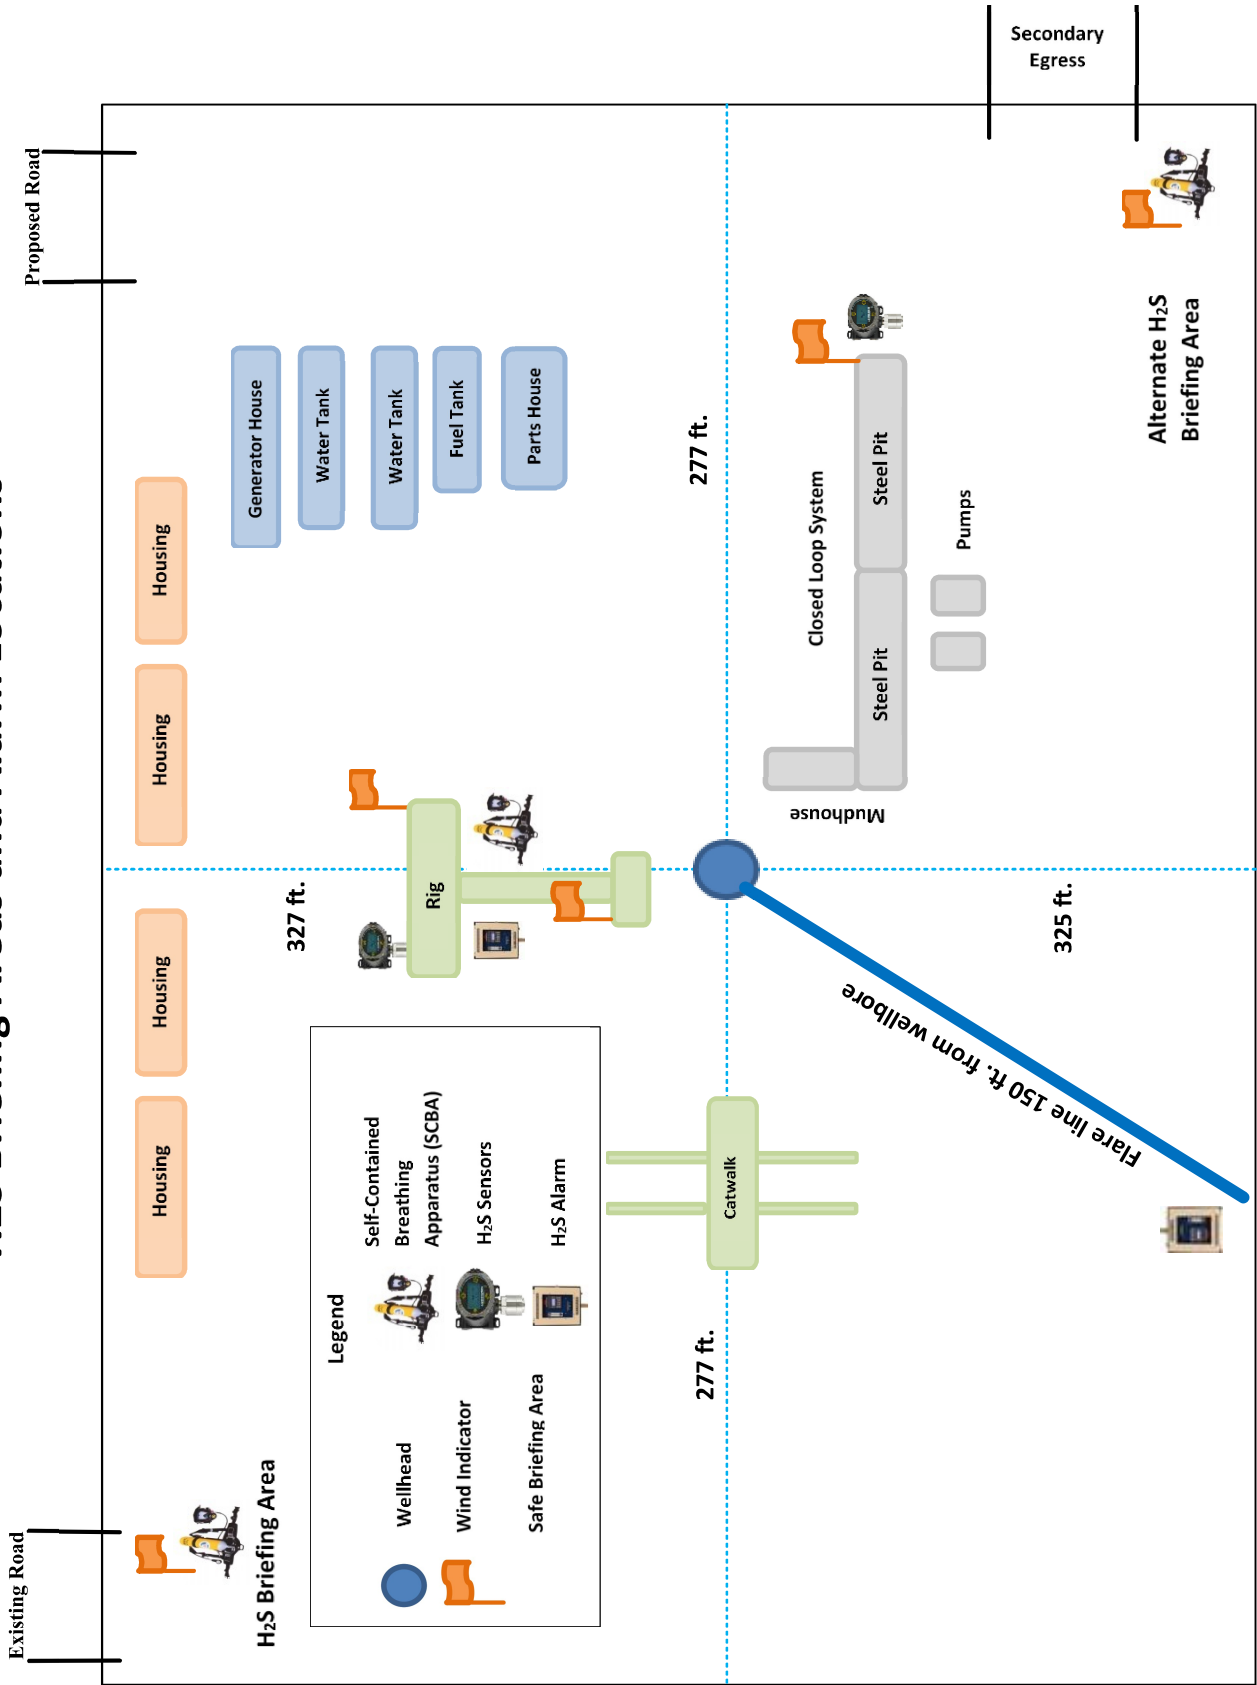 Existing Road
Proposed Road
H₂S Briefing Area
Housing
Housing
Housing
Housing
Generator House
Water Tank
Water Tank
Fuel Tank
Parts House
327 ft.
Rig
Legend
Wellhead
Wind Indicator
Safe Briefing Area
Self-Contained
Breathing
Apparatus (SCBA)
H₂S Sensors
H₂S Alarm
277 ft.
Catwalk
277 ft.
Mudhouse
Closed Loop System
Steel Pit
Steel Pit
Pumps
Flare line 150 ft. from wellbore
325 ft.
Alternate H₂S
Briefing Area
Secondary
Egress